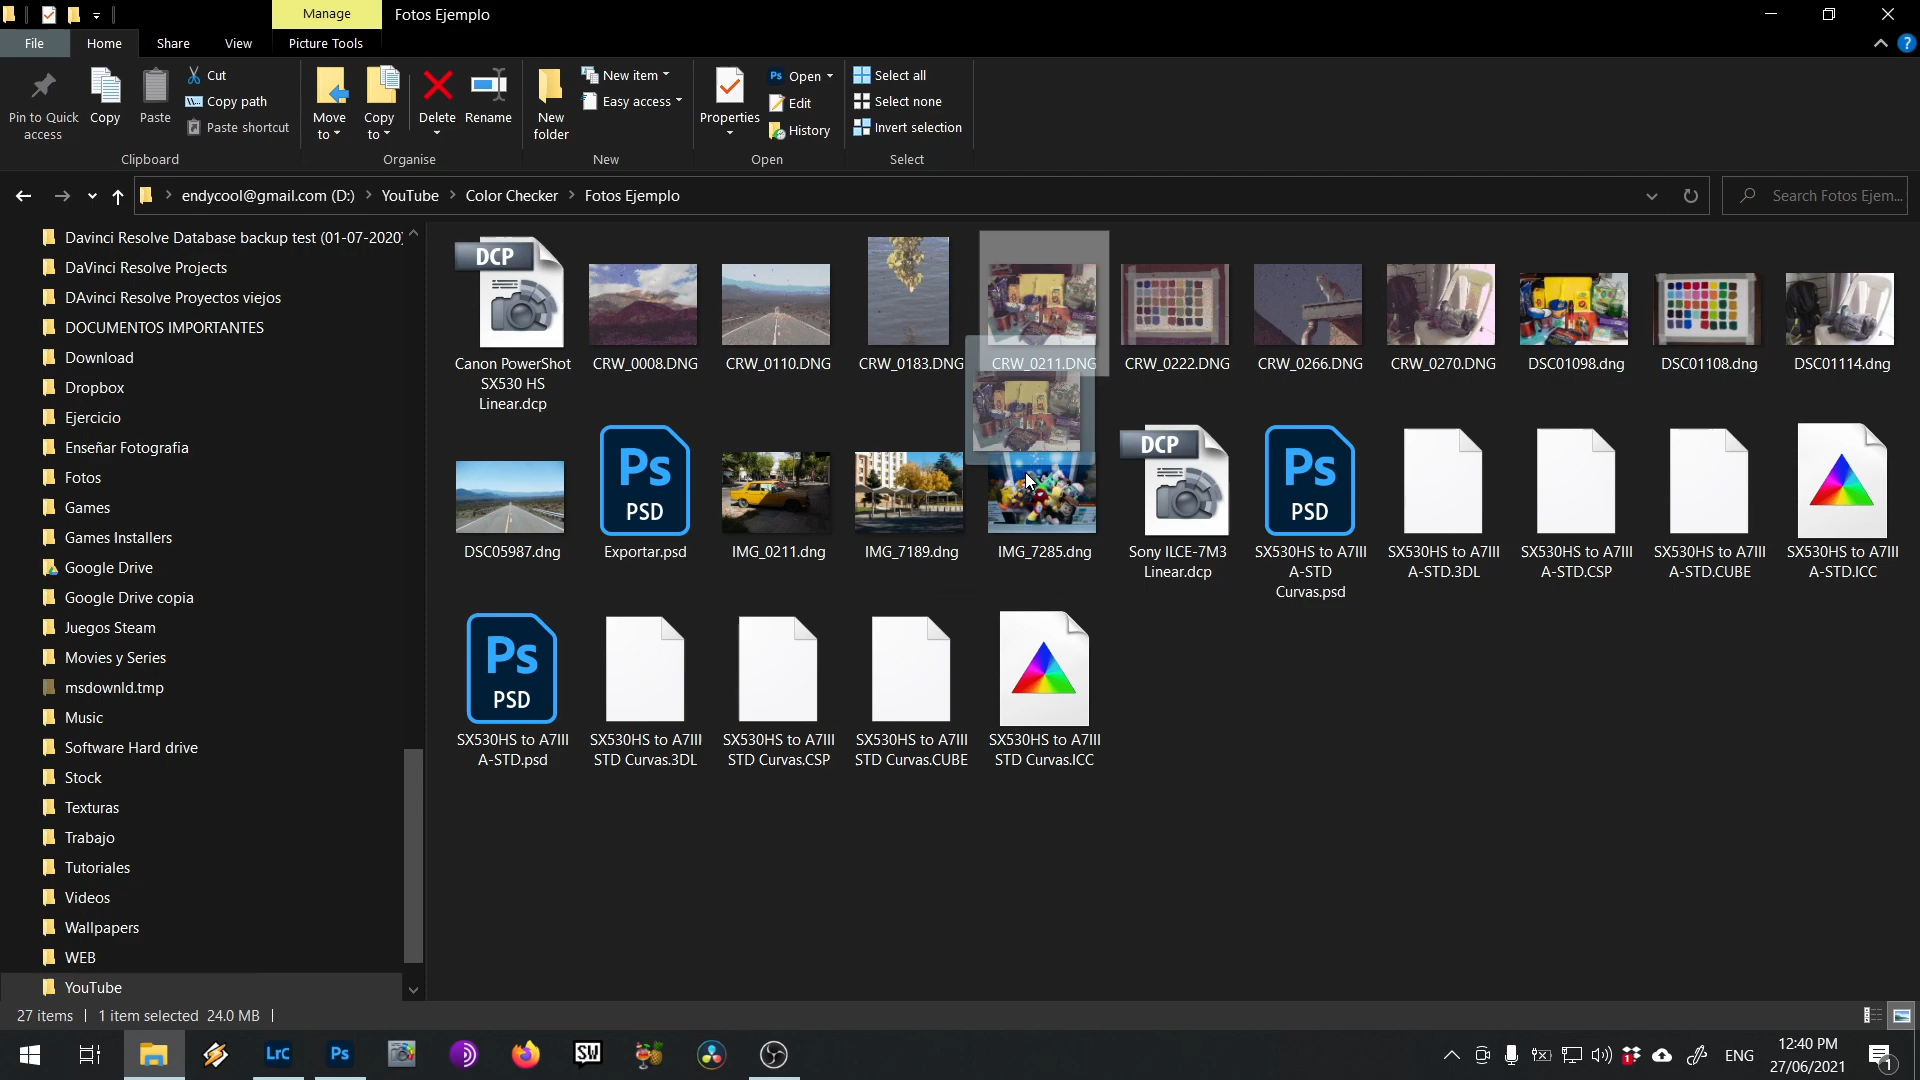 Manage
Fotos Ejemplo
File
Home
Share
View
Picture Tools
Pin to Quick access
Copy
Paste
Cut
Copy path
Paste shortcut
Clipboard
Move to
Copy to
Delete
Rename
Organise
New folder
New item
Easy access
New
Properties
Ps Open
Edit
History
Open
Select all
Select none
Invert selection
Select
endycool@gmail.com (D:) > YouTube > Color Checker > Fotos Ejemplo
Search Fotos Ejem...
Davinci Resolve Database backup test (01-07-2020)
DaVinci Resolve Projects
DAvinci Resolve Proyectos viejos
DOCUMENTOS IMPORTANTES
Download
Dropbox
Ejercicio
Enseñar Fotografia
Fotos
Games
Games Installers
Google Drive
Google Drive copia
Juegos Steam
Movies y Series
msdownld.tmp
Music
Software Hard drive
Stock
Texturas
Trabajo
Tutoriales
Videos
Wallpapers
WEB
YouTube
DCP
Canon PowerShot
SX530 HS
Linear.dcp
CRW_0008.DNG
CRW_0110.DNG
CRW_0183.DNG
CRW_0211.DNG
CRW_0222.DNG
CRW_0266.DNG
CRW_0270.DNG
DSC01098.dng
DSC01108.dng
DSC01114.dng
DSC05987.dng
Ps
PSD
Exportar.psd
IMG_0211.dng
IMG_7189.dng
IMG_7285.dng
DCP
Sony ILCE-7M3
Linear.dcp
Ps
PSD
SX530HS to A7III
A-STD
Curvas.psd
SX530HS to A7III
A-STD.3DL
SX530HS to A7III
A-STD.CSP
SX530HS to A7III
A-STD.CUBE
SX530HS to A7III
A-STD.ICC
Ps
PSD
SX530HS to A7III
A-STD.psd
SX530HS to A7III
STD Curvas.3DL
SX530HS to A7III
STD Curvas.CSP
SX530HS to A7III
STD Curvas.CUBE
SX530HS to A7III
STD Curvas.ICC
27 items
1 item selected 24.0 MB
LrC
Ps
SW
1
ENG
12:40 PM
27/06/2021
1